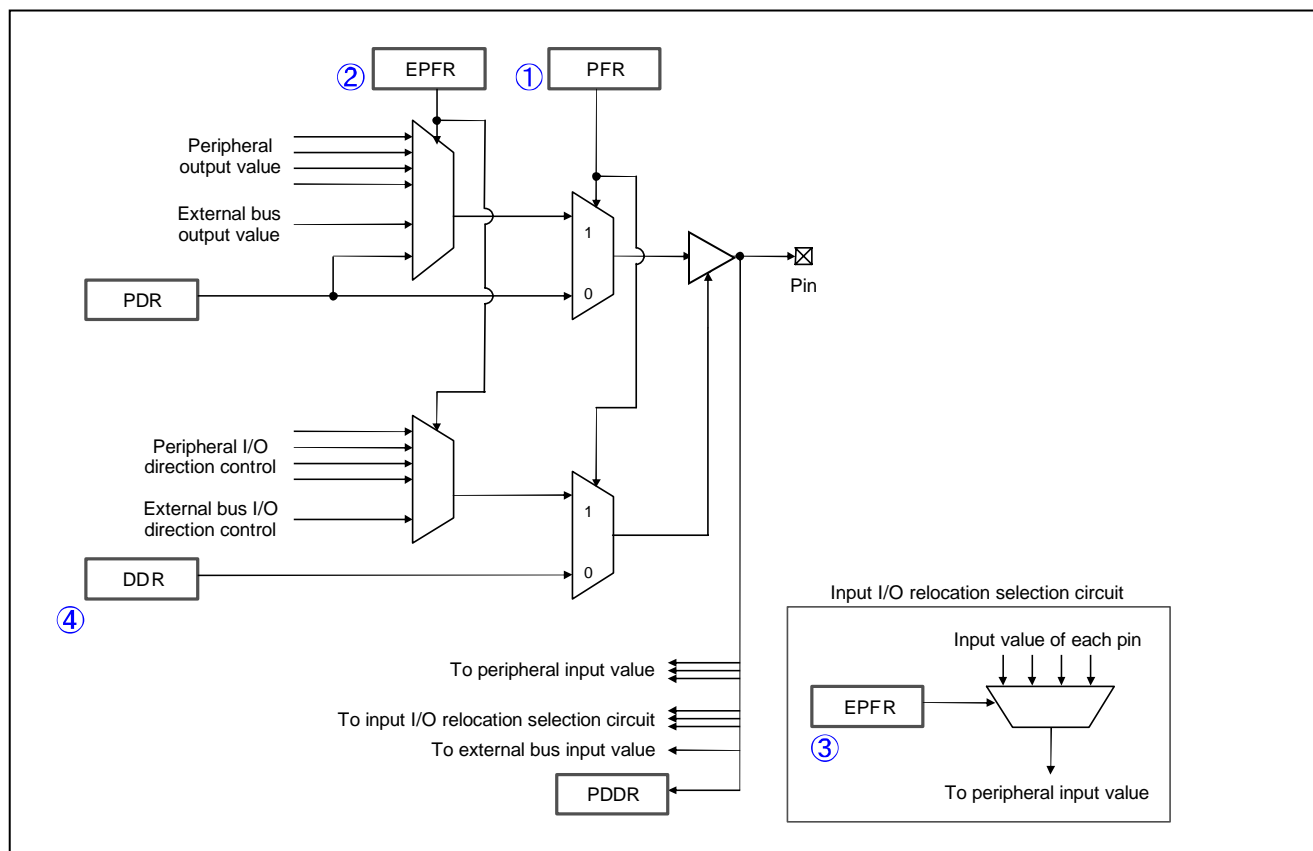 ② EPFR
① PFR
Peripheral
output value
External bus
output value
1
0
PDR
Pin
Peripheral I/O
direction control
External bus I/O
direction control
1
0
DDR
④
To peripheral input value
To input I/O relocation selection circuit
To external bus input value
PDDR
Input I/O relocation selection circuit
Input value of each pin
EPFR
③
To peripheral input value